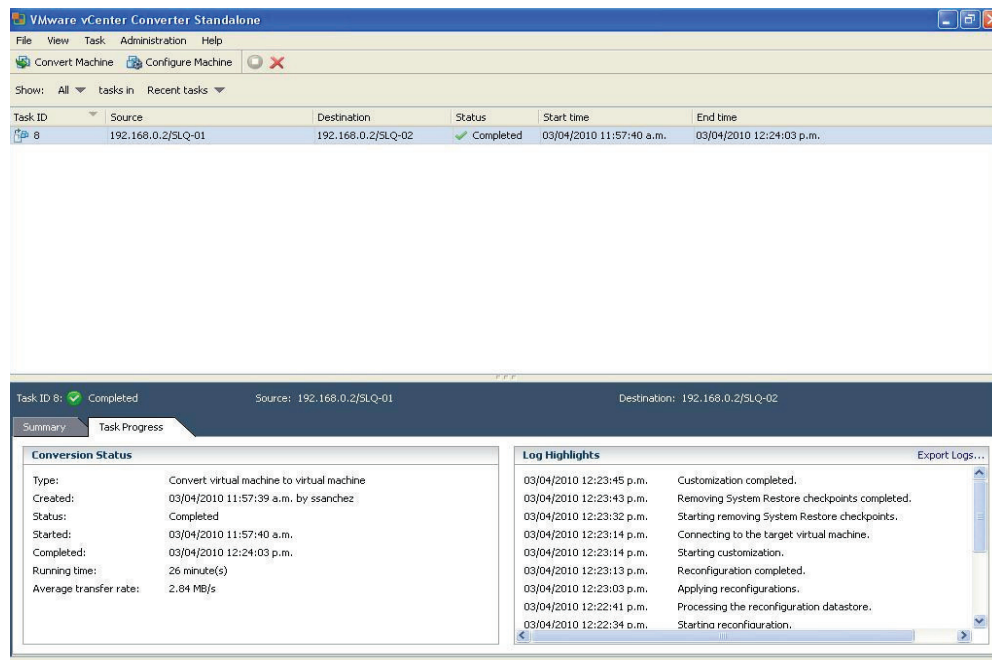 VMware vCenter Converter Standalone
File View Task Administration Help
Convert Machine Configure Machine
Show: All tasks in Recent tasks
Task ID Source Destination Status Start time End time
8 192.168.0.2/SLQ-01 192.168.0.2/SLQ-02 Completed 03/04/2010 11:57:40 a.m. 03/04/2010 12:24:03 p.m.
Task ID 8: Completed Source: 192.168.0.2/SLQ-01 Destination: 192.168.0.2/SLQ-02
Summary Task Progress
Conversion Status
Type: Convert virtual machine to virtual machine
Created: 03/04/2010 11:57:39 a.m. by ssanchez
Status: Completed
Started: 03/04/2010 11:57:40 a.m.
Completed: 03/04/2010 12:24:03 p.m.
Running time: 26 minute(s)
Average transfer rate: 2.84 MB/s
Log Highlights Export Logs...
03/04/2010 12:23:45 p.m. Customization completed.
03/04/2010 12:23:43 p.m. Removing System Restore checkpoints completed.
03/04/2010 12:23:32 p.m. Starting removing System Restore checkpoints.
03/04/2010 12:23:14 p.m. Connecting to the target virtual machine.
03/04/2010 12:23:14 p.m. Starting customization.
03/04/2010 12:23:13 p.m. Reconfiguration completed.
03/04/2010 12:23:03 p.m. Applying reconfigurations.
03/04/2010 12:22:41 p.m. Processing the reconfiguration datastore.
03/04/2010 12:22:34 p.m. Starting reconfiguration.